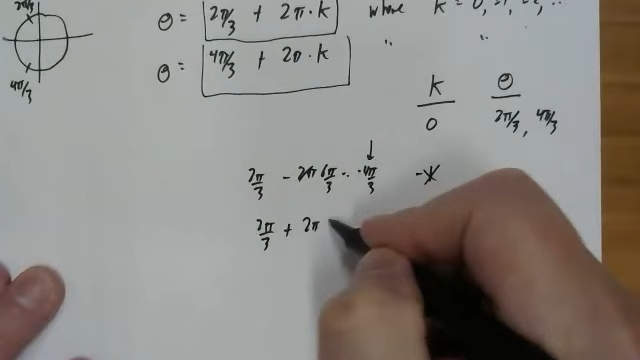 2π/3
θ = 2π/3 + 2π·k where k = 0, ±1, ±2, ...
θ = 4π/3 + 2π·k " " "
4π/3
k θ
0 2π/3, 4π/3
2π/3 - 6π/3 -4π/3
2π/3 + 2π